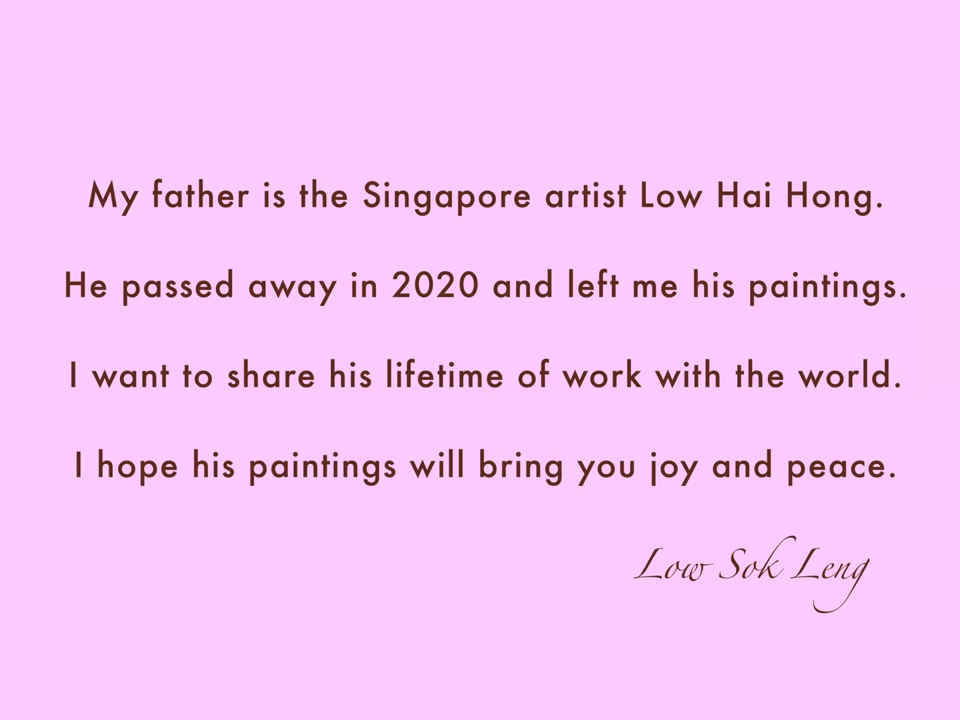 My father is the Singapore artist Low Hai Hong.
He passed away in 2020 and left me his paintings.
I want to share his lifetime of work with the world.
I hope his paintings will bring you joy and peace.
Low Sok Leng